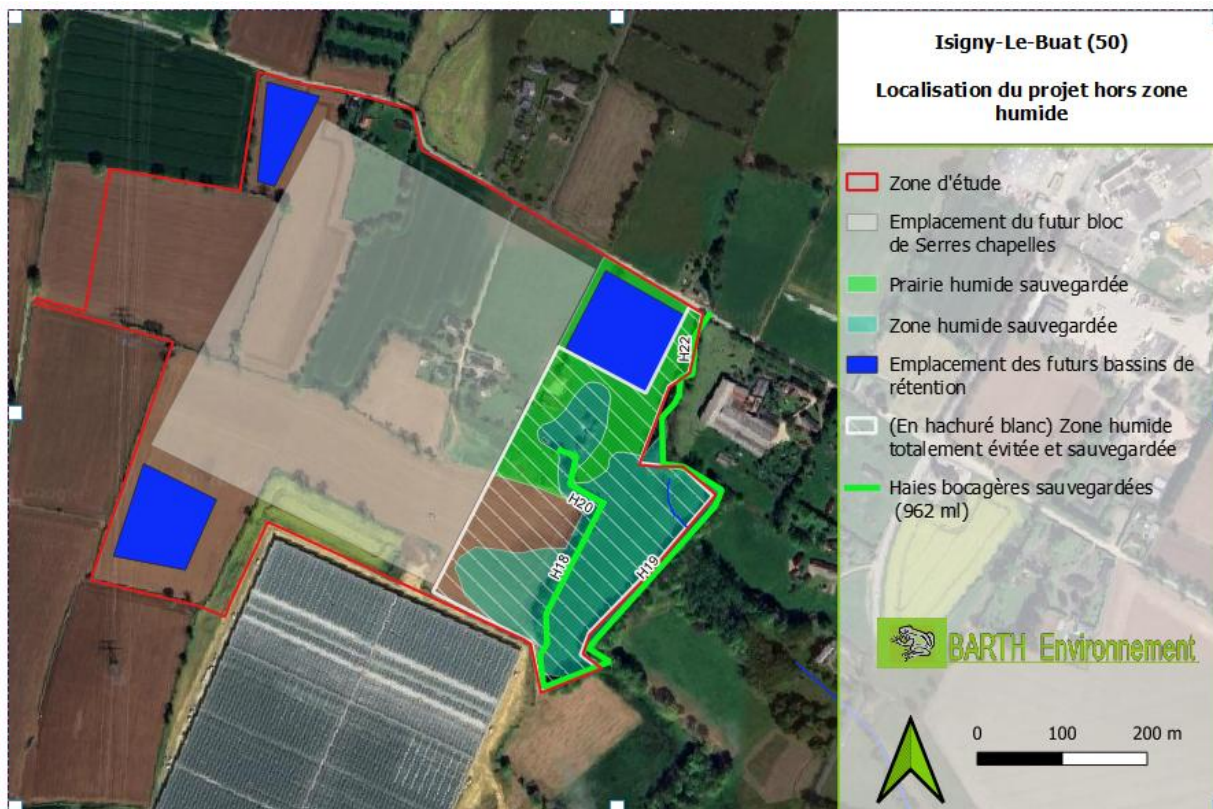 Isigny-Le-Buat (50)
Localisation du projet hors zone
humide
Zone d'étude
Emplacement du futur bloc
de Serres chapelles
Prairie humide sauvegardée
Zone humide sauvegardée
Emplacement des futurs bassins de
rétention
(En hachuré blanc) Zone humide
totalement évitée et sauvegardée
Haies bocagères sauvegardées
(962 ml)
H22
H20
H18
H19
BARTH Environnement
0 100 200 m